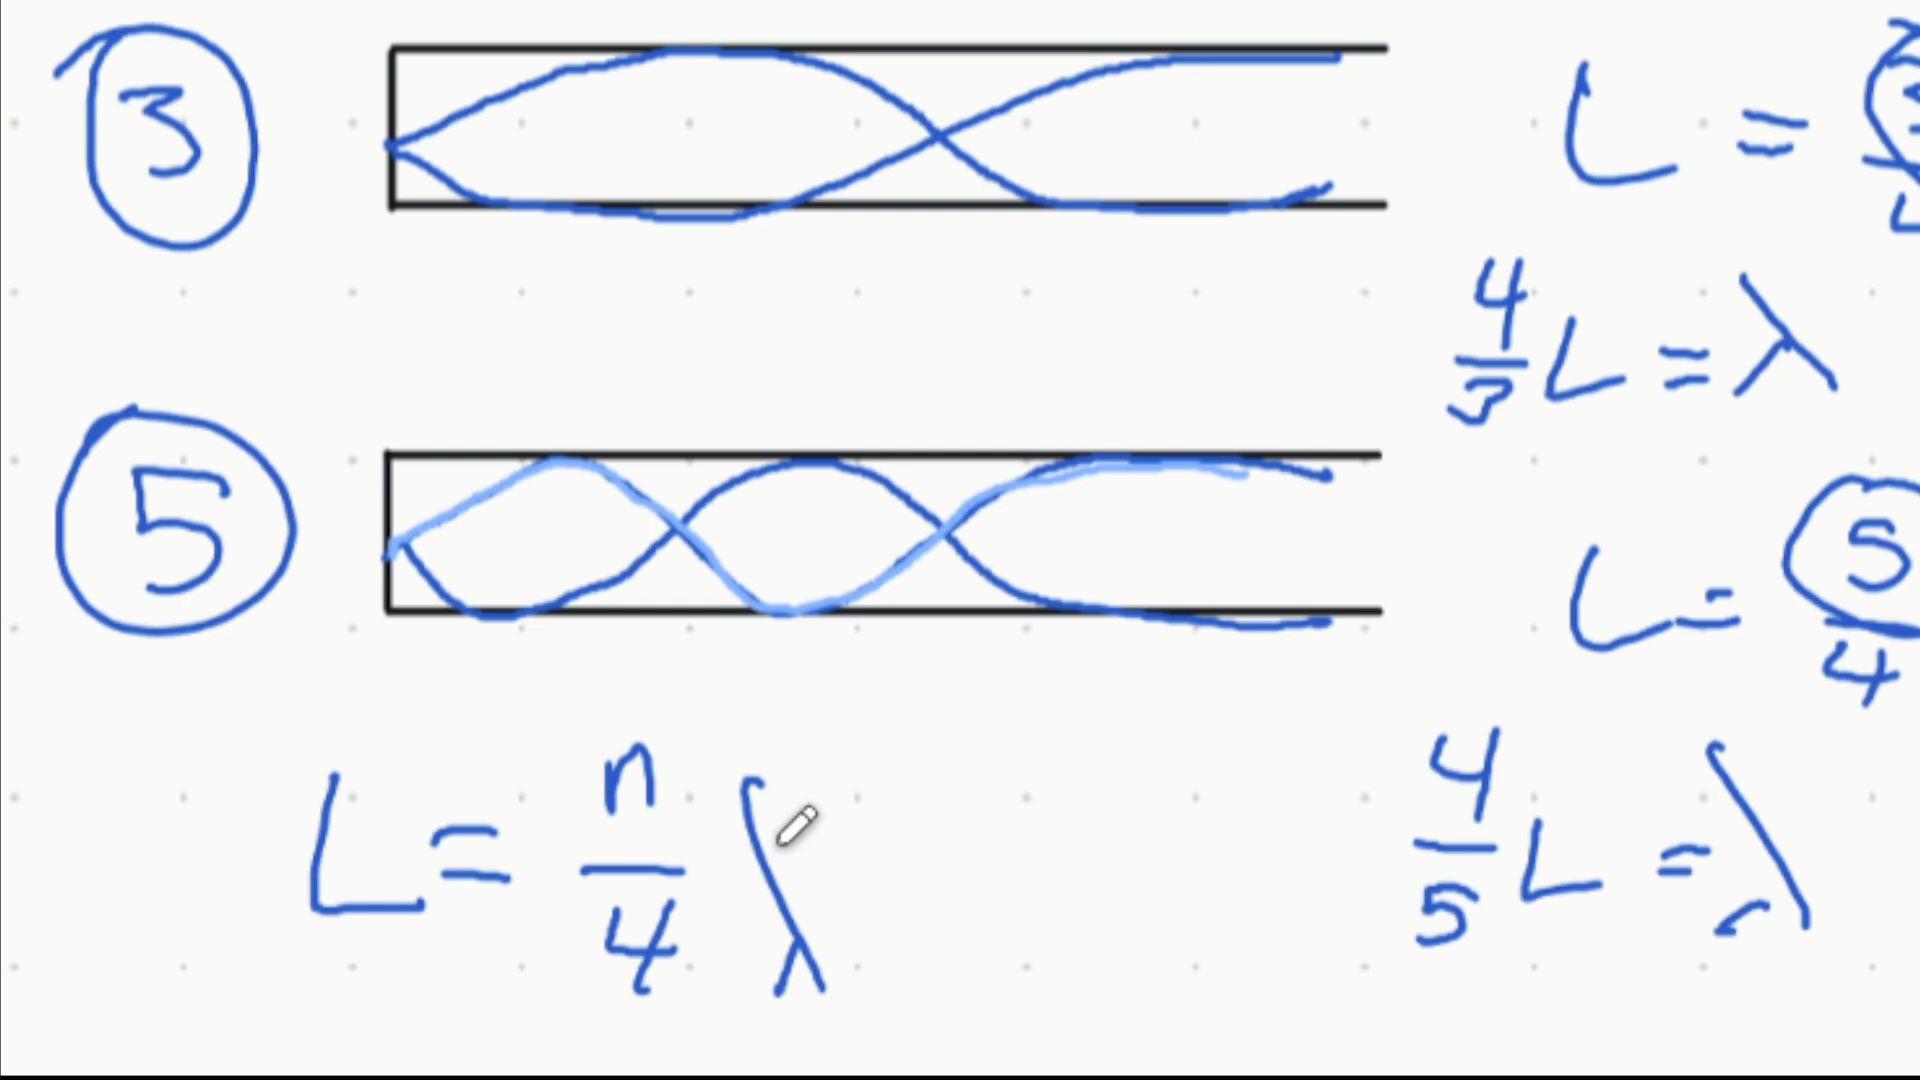 3
L =
4/3 L = λ
5
L = 5/4
L = n/4 λ
4/5 L = λ